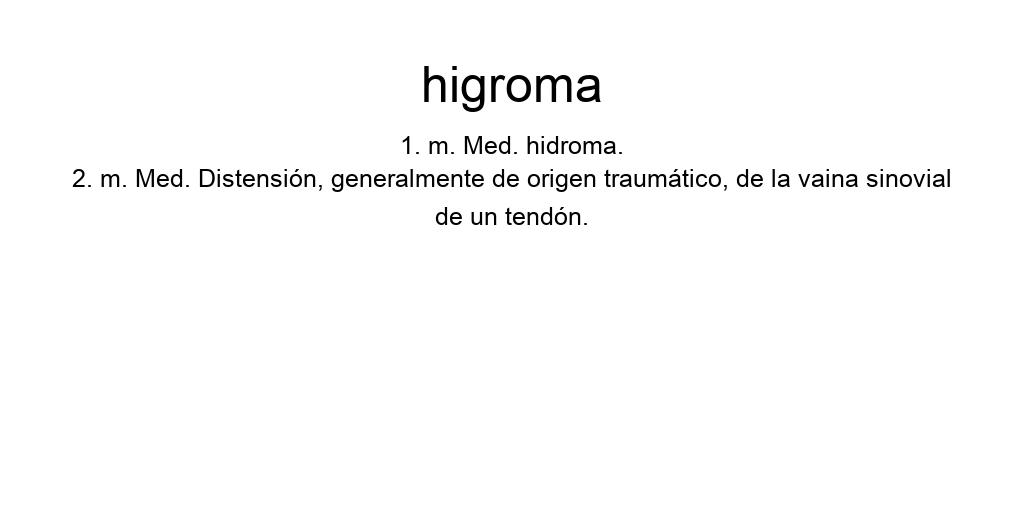 higroma
1. m. Med. hidroma.
2. m. Med. Distensión, generalmente de origen traumático, de la vaina sinovial
de un tendón.